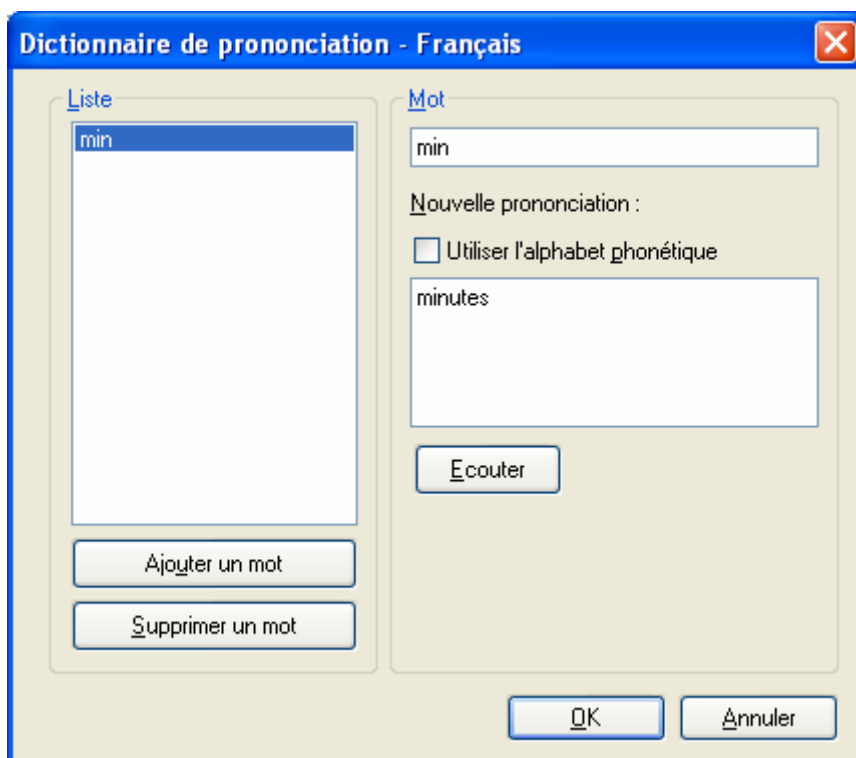 Dictionnaire de prononciation - Français
Liste
min
Ajouter un mot
Supprimer un mot
Mot
min
Nouvelle prononciation :
Utiliser l'alphabet phonétique
minutes
Ecouter
OK
Annuler